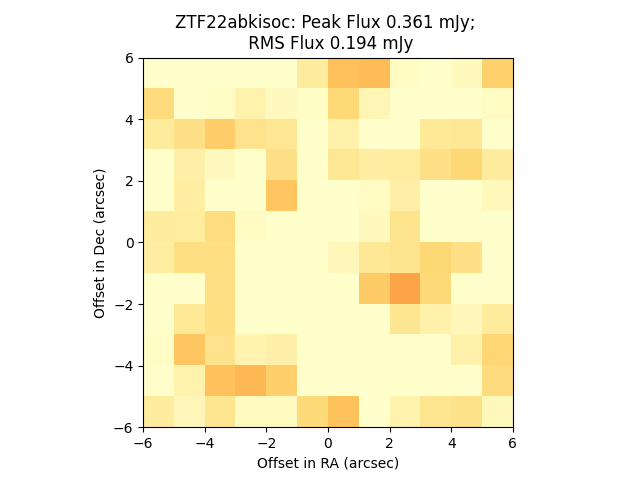 ZTF22abkisoc: Peak Flux 0.361 mJy;
RMS Flux 0.194 mJy
6
4
2
0
−2
−4
−6
Offset in Dec (arcsec)
−6 −4 −2 0 2 4 6
Offset in RA (arcsec)